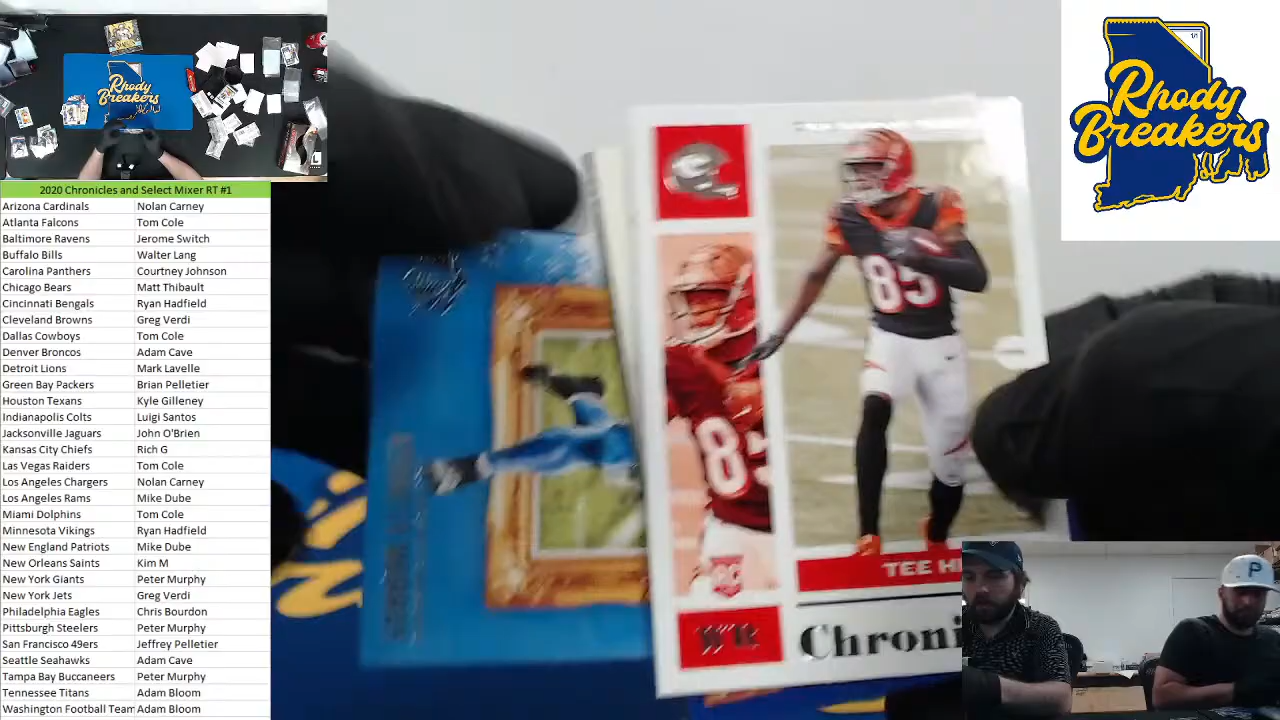 Rhody
Breakers
2020 Chronicles and Select Mixer RT #1
Arizona Cardinals Nolan Carney
Atlanta Falcons Tom Cole
Baltimore Ravens Jerome Switch
Buffalo Bills Walter Lang
Carolina Panthers Courtney Johnson
Chicago Bears Matt Thibault
Cincinnati Bengals Ryan Hadfield
Cleveland Browns Greg Verdi
Dallas Cowboys Tom Cole
Denver Broncos Adam Cave
Detroit Lions Mark Lavelle
Green Bay Packers Brian Pelletier
Houston Texans Kyle Gilleney
Indianapolis Colts Luigi Santos
Jacksonville Jaguars John O'Brien
Kansas City Chiefs Rich G
Las Vegas Raiders Tom Cole
Los Angeles Chargers Nolan Carney
Los Angeles Rams Mike Dube
Miami Dolphins Tom Cole
Minnesota Vikings Ryan Hadfield
New England Patriots Mike Dube
New Orleans Saints Kim M
New York Giants Peter Murphy
New York Jets Greg Verdi
Philadelphia Eagles Chris Bourdon
Pittsburgh Steelers Peter Murphy
San Francisco 49ers Jeffrey Pelletier
Seattle Seahawks Adam Cave
Tampa Bay Buccaneers Peter Murphy
Tennessee Titans Adam Bloom
Washington Football Team Adam Bloom
85
85
RC
TEE H
WR
Chroni
1/1
Rhody
Breakers
P